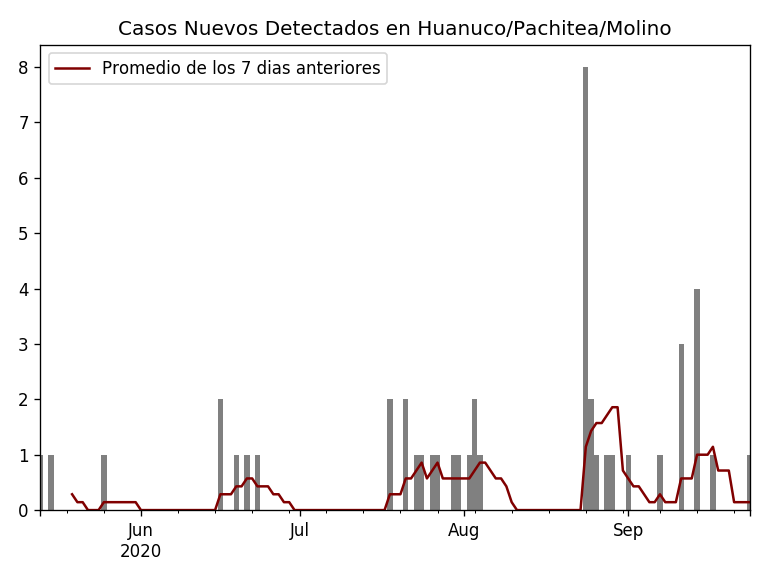 Casos Nuevos Detectados en Huanuco/Pachitea/Molino
Promedio de los 7 dias anteriores
8
7
6
5
4
3
2
1
0
Jun
2020
Jul
Aug
Sep